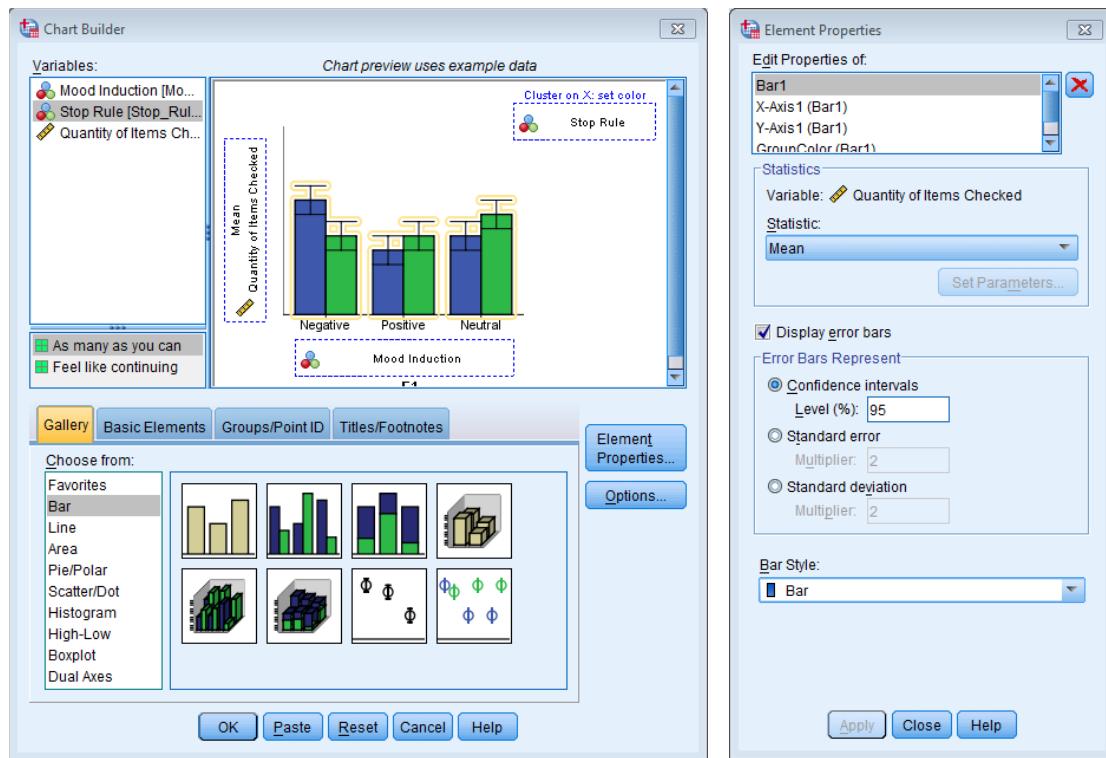 Chart Builder
Variables:
Chart preview uses example data
Mood Induction [Mo...
Stop Rule [Stop_Rul...
Quantity of Items Ch...
As many as you can
Feel like continuing
Cluster on X: set color
Stop Rule
Mean
Quantity of Items Checked
Negative
Positive
Neutral
Mood Induction
Gallery
Basic Elements
Groups/Point ID
Titles/Footnotes
Choose from:
Favorites
Bar
Line
Area
Pie/Polar
Scatter/Dot
Histogram
High-Low
Boxplot
Dual Axes
Element
Properties...
Options...
OK
Paste
Reset
Cancel
Help
Element Properties
Edit Properties of:
Bar1
X-Axis1 (Bar1)
Y-Axis1 (Bar1)
GroupColor (Bar1)
Statistics
Variable: Quantity of Items Checked
Statistic:
Mean
Set Parameters...
Display error bars
Error Bars Represent
Confidence intervals
Level (%): 95
Standard error
Multiplier: 2
Standard deviation
Multiplier: 2
Bar Style:
Bar
Apply
Close
Help